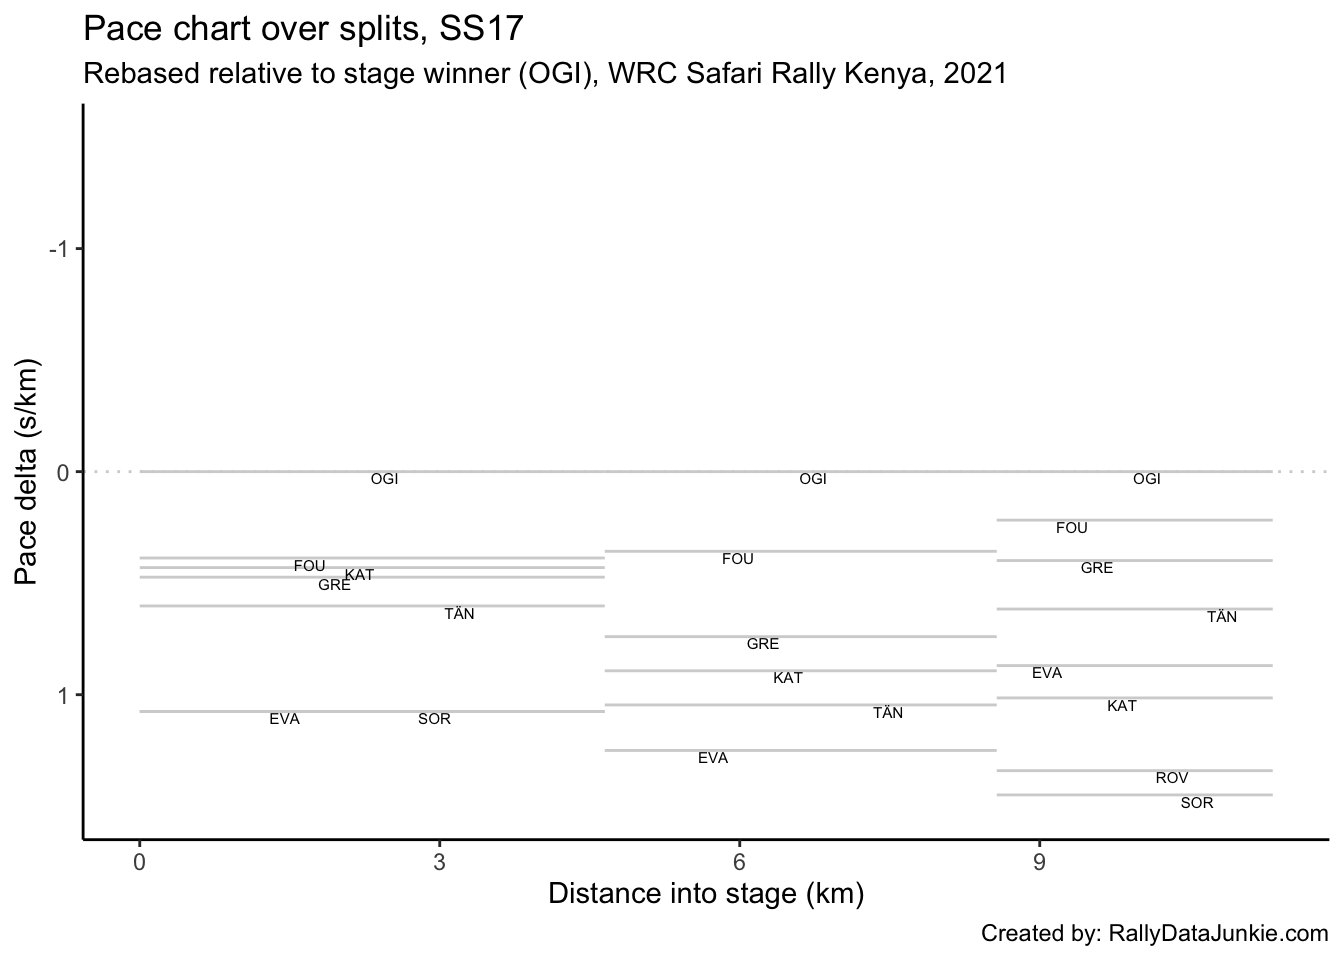 Pace chart over splits, SS17
Rebased relative to stage winner (OGI), WRC Safari Rally Kenya, 2021
Pace delta (s/km)
-1
0
1
OGI
OGI
OGI
FOU
KAT
GRE
TÄN
EVA
SOR
FOU
GRE
KAT
TÄN
EVA
FOU
GRE
TÄN
EVA
KAT
ROV
SOR
0
3
6
9
Distance into stage (km)
Created by: RallyDataJunkie.com